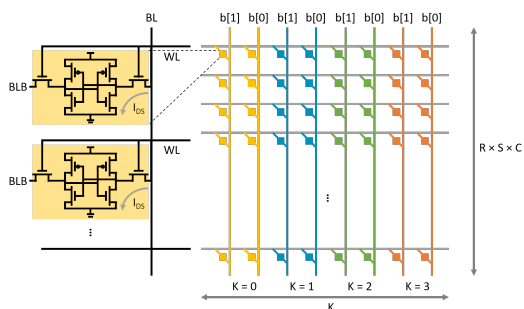 BL b[1] b[0] b[1] b[0] b[1] b[0] b[1] b[0]
WL
BLB
I_DS
WL
BLB
I_DS
R × S × C
K = 0 K = 1 K = 2 K = 3
K